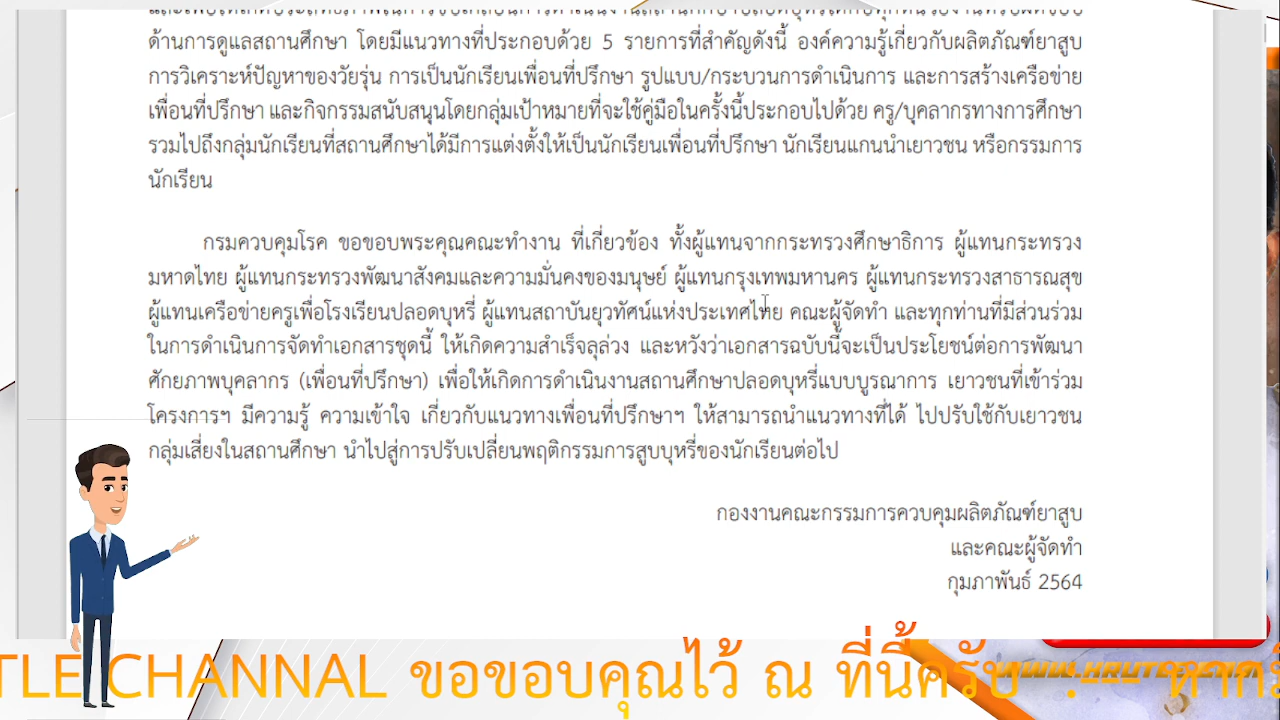 ด้านการดูแลสถานศึกษา โดยมีแนวทางที่ประกอบด้วย 5 รายการที่สำคัญดังนี้ องค์ความรู้เกี่ยวกับผลิตภัณฑ์ยาสูบ
การวิเคราะห์ปัญหาของวัยรุ่น การเป็นนักเรียนเพื่อนที่ปรึกษา รูปแบบ/กระบวนการดำเนินการ และการสร้างเครือข่าย
เพื่อนที่ปรึกษา และกิจกรรมสนับสนุนโดยกลุ่มเป้าหมายที่จะใช้คู่มือในครั้งนี้ประกอบไปด้วย ครู/บุคลากรทางการศึกษา
รวมไปถึงกลุ่มนักเรียนที่สถานศึกษาได้มีการแต่งตั้งให้เป็นนักเรียนเพื่อนที่ปรึกษา นักเรียนแกนนำเยาวชน หรือกรรมการ
นักเรียน
กรมควบคุมโรค ขอขอบพระคุณคณะทำงาน ที่เกี่ยวข้อง ทั้งผู้แทนจากกระทรวงศึกษาธิการ ผู้แทนกระทรวง
มหาดไทย ผู้แทนกระทรวงพัฒนาสังคมและความมั่นคงของมนุษย์ ผู้แทนกรุงเทพมหานคร ผู้แทนกระทรวงสาธารณสุข
ผู้แทนเครือข่ายครูเพื่อโรงเรียนปลอดบุหรี่ ผู้แทนสถาบันยุวทัศน์แห่งประเทศไทย คณะผู้จัดทำ และทุกท่านที่มีส่วนร่วม
ในการดำเนินการจัดทำเอกสารชุดนี้ ให้เกิดความสำเร็จลุล่วง และหวังว่าเอกสารฉบับนี้จะเป็นประโยชน์ต่อการพัฒนา
ศักยภาพบุคลากร (เพื่อนที่ปรึกษา) เพื่อให้เกิดการดำเนินงานสถานศึกษาปลอดบุหรี่แบบบูรณาการ เยาวชนที่เข้าร่วม
โครงการฯ มีความรู้ ความเข้าใจ เกี่ยวกับแนวทางเพื่อนที่ปรึกษาฯ ให้สามารถนำแนวทางที่ได้ ไปปรับใช้กับเยาวชน
กลุ่มเสี่ยงในสถานศึกษา นำไปสู่การปรับเปลี่ยนพฤติกรรมการสูบบุหรี่ของนักเรียนต่อไป
กองงานคณะกรรมการควบคุมผลิตภัณฑ์ยาสูบ
และคณะผู้จัดทำ
กุมภาพันธ์ 2564
TLE CHANNAL ขอขอบคุณไว้ ณ ที่นี้ครับ